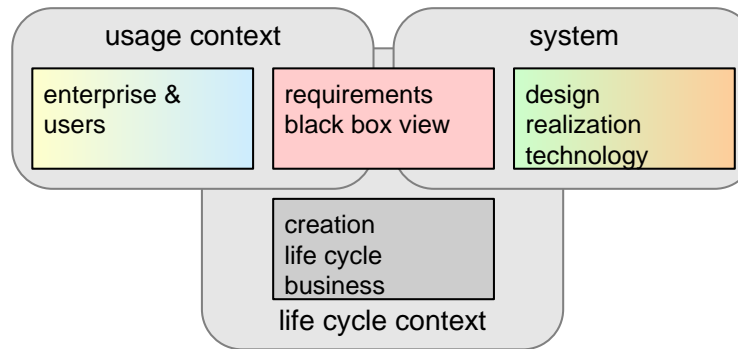 usage context
system
enterprise &
users
requirements
black box view
design
realization
technology
creation
life cycle
business
life cycle context